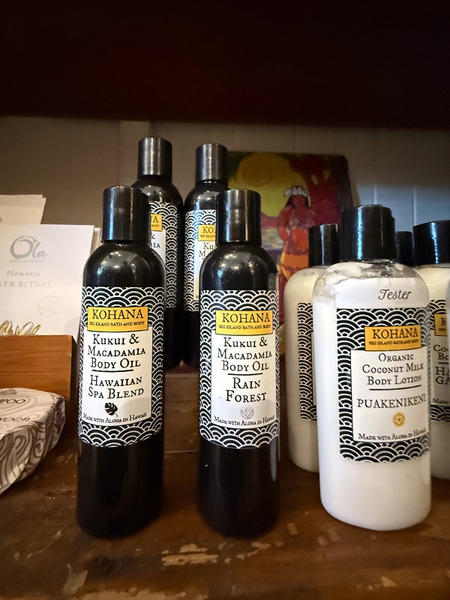 Ōla
KOHANA
BIG ISLAND BATH AND BODY
KUKUI &
MACADAMIA
BODY OIL
HAWAIIAN
SPA BLEND
MADE WITH ALOHA IN HAWAII
KOHANA
BIG ISLAND BATH AND BODY
KUKUI &
MACADAMIA
BODY OIL
RAIN
FOREST
MADE WITH ALOHA IN HAWAII
Tester
KOHANA
BIG ISLAND BATH AND BODY
ORGANIC
COCONUT MILK
BODY LOTION
PUAKENIKENI
MADE WITH ALOHA IN HAWAII